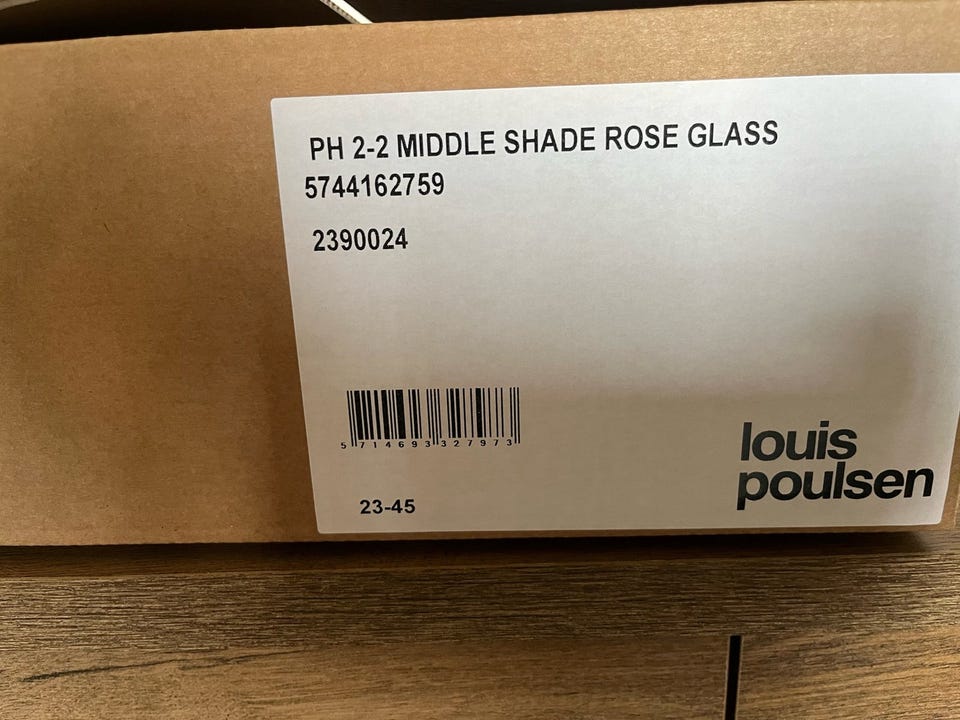 PH 2-2 MIDDLE SHADE ROSE GLASS
5744162759
2390024
5 714693 327973
23-45
louis
poulsen